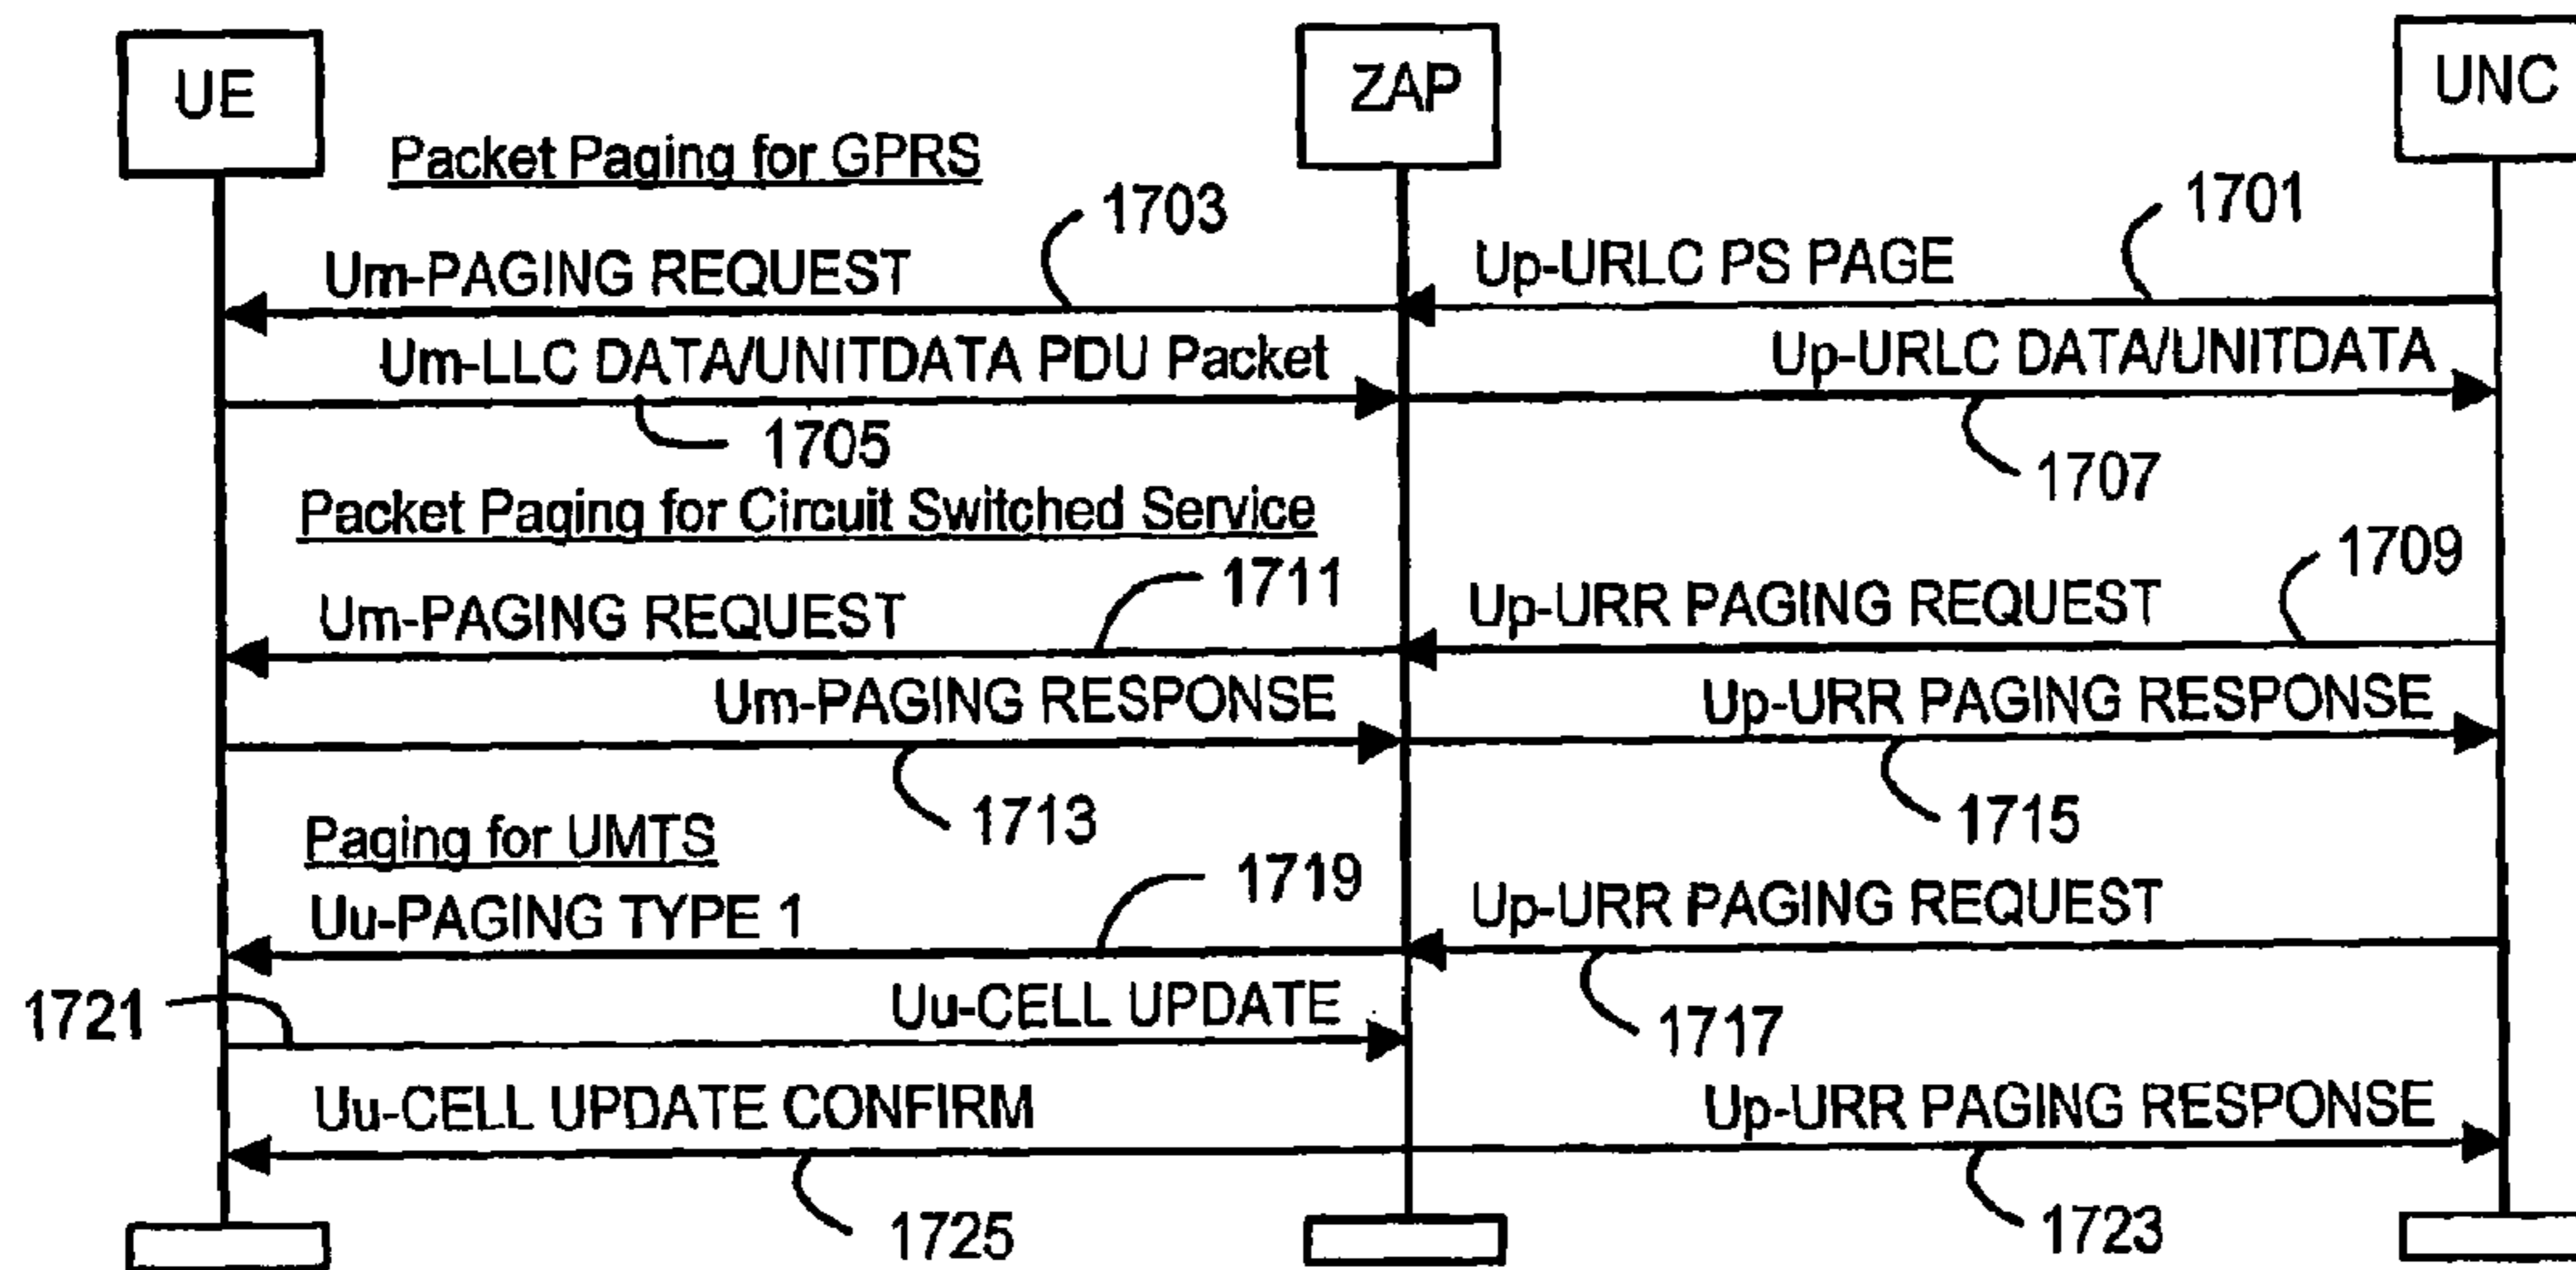 UE
ZAP
UNC
Packet Paging for GPRS
1703
1701
Um-PAGING REQUEST
Up-URLC PS PAGE
Um-LLC DATA/UNITDATA PDU Packet
Up-URLC DATA/UNITDATA
1705
1707
Packet Paging for Circuit Switched Service
1711
1709
Um-PAGING REQUEST
Up-URR PAGING REQUEST
Um-PAGING RESPONSE
Up-URR PAGING RESPONSE
1713
1715
Paging for UMTS
1719
Uu-PAGING TYPE 1
Up-URR PAGING REQUEST
1721
Uu-CELL UPDATE
1717
Uu-CELL UPDATE CONFIRM
Up-URR PAGING RESPONSE
1725
1723